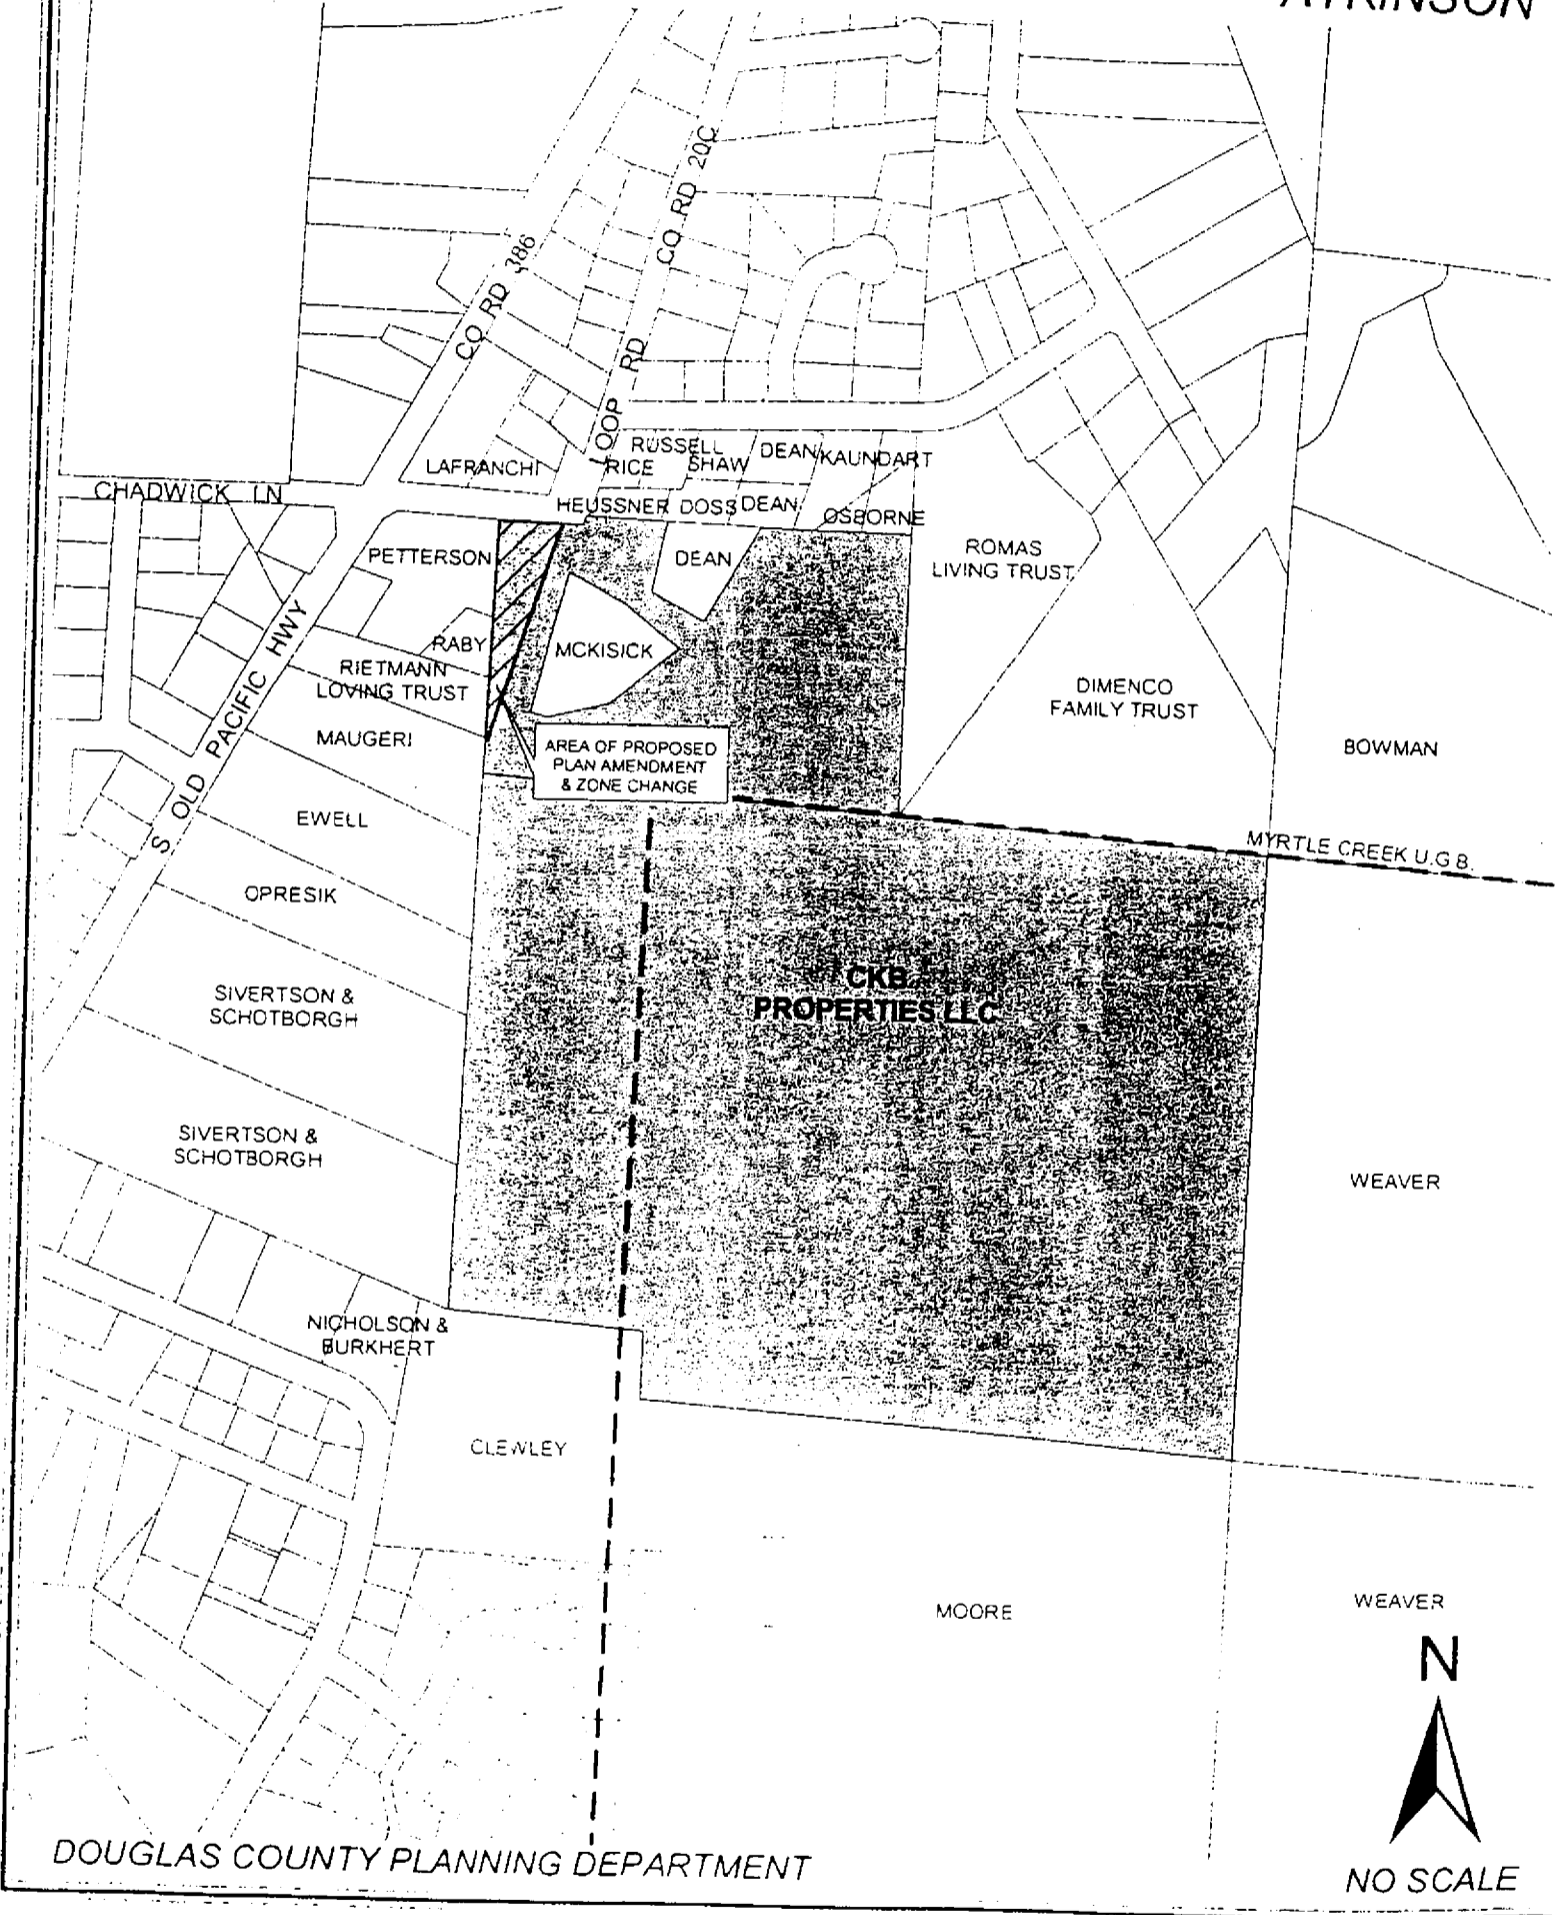 ATKINSON
CO RD 20C
CO RD 386
LOOP RD
RUSSELL
DEAN
KAUNDART
LAFRANCHI
RICE
SHAW
CHADWICK LN
HEUSSNER
DOSS
DEAN
OSBORNE
PETTERSON
DEAN
ROMAS
LIVING TRUST
RABY
MCKISICK
RIETMANN
LOVING TRUST
DIMENCO
FAMILY TRUST
S OLD PACIFIC HWY
MAUGERI
AREA OF PROPOSED
PLAN AMENDMENT
& ZONE CHANGE
BOWMAN
EWELL
MYRTLE CREEK U.G.B.
OPRESIK
CKB
PROPERTIES LLC
SIVERTSON &
SCHOTBORGH
SIVERTSON &
SCHOTBORGH
WEAVER
NICHOLSON &
BURKHERT
CLEWLEY
MOORE
WEAVER
N
DOUGLAS COUNTY PLANNING DEPARTMENT
NO SCALE